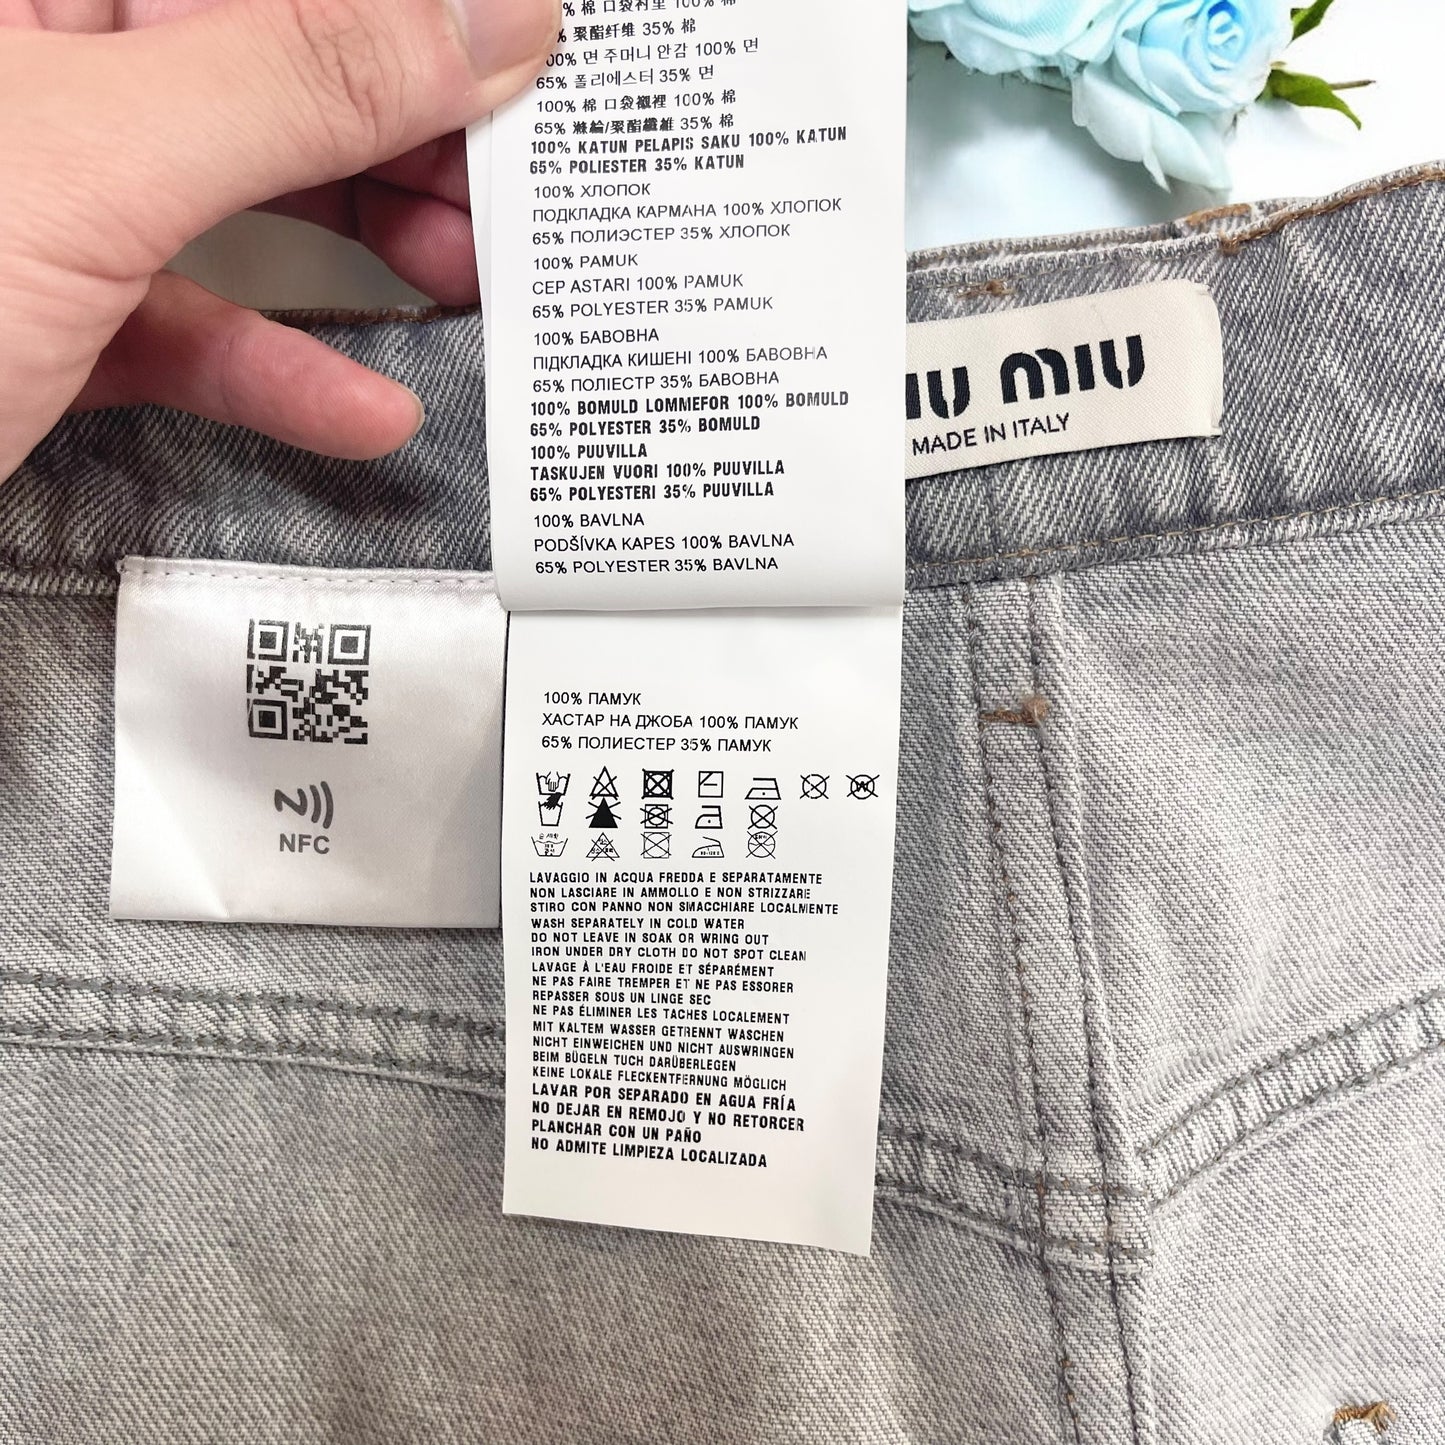 % 棉 口袋衬里 100% 棉
% 聚酯纤维 35% 棉
00% 면 주머니 안감 100% 면
65% 폴리에스터 35% 면
100% 棉 口袋襯裡 100% 棉
65% 滌綸/聚酯纖維 35% 棉
100% KATUN PELAPIS SAKU 100% KATUN
65% POLIESTER 35% KATUN
100% ХЛОПОК
ПОДКЛАДКА КАРМАНА 100% ХЛОПОК
65% ПОЛИЭСТЕР 35% ХЛОПОК
100% PAMUK
CEP ASTARI 100% PAMUK
65% POLYESTER 35% PAMUK
100% БАВОВНА
ПІДКЛАДКА КИШЕНІ 100% БАВОВНА
65% ПОЛІЕСТР 35% БАВОВНА
100% BOMULD LOMMEFOR 100% BOMULD
65% POLYESTER 35% BOMULD
100% PUUVILLA
TASKUJEN VUORI 100% PUUVILLA
65% POLYESTERI 35% PUUVILLA
100% BAVLNA
PODŠÍVKA KAPES 100% BAVLNA
65% POLYESTER 35% BAVLNA
IU MIU
MADE IN ITALY
NFC
100% ПАМУК
ХАСТАР НА ДЖОБА 100% ПАМУК
65% ПОЛИЕСТЕР 35% ПАМУК
LAVAGGIO IN ACQUA FREDDA E SEPARATAMENTE
NON LASCIARE IN AMMOLLO E NON STRIZZARE
STIRO CON PANNO NON SMACCHIARE LOCALMENTE
WASH SEPARATELY IN COLD WATER
DO NOT LEAVE IN SOAK OR WRING OUT
IRON UNDER DRY CLOTH DO NOT SPOT CLEAN
LAVAGE À L'EAU FROIDE ET SÉPARÉMENT
NE PAS FAIRE TREMPER ET NE PAS ESSORER
REPASSER SOUS UN LINGE SEC
NE PAS ÉLIMINER LES TACHES LOCALEMENT
MIT KALTEM WASSER GETRENNT WASCHEN
NICHT EINWEICHEN UND NICHT AUSWRINGEN
BEIM BÜGELN TUCH DARÜBERLEGEN
KEINE LOKALE FLECKENTFERNUNG MÖGLICH
LAVAR POR SEPARADO EN AGUA FRÍA
NO DEJAR EN REMOJO Y NO RETORCER
PLANCHAR CON UN PAÑO
NO ADMITE LIMPIEZA LOCALIZADA